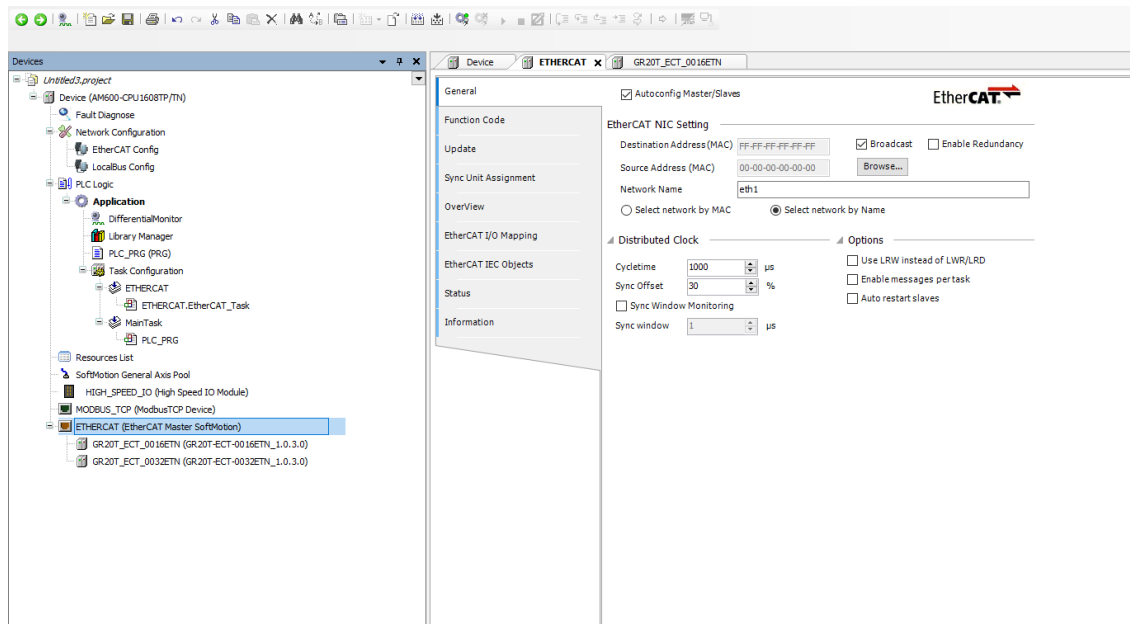 Devices
Untitled3.project
Device (AM600-CPU1608TP/TN)
Fault Diagnose
Network Configuration
EtherCAT Config
LocalBus Config
PLC Logic
Application
DifferentialMonitor
Library Manager
PLC_PRG (PRG)
Task Configuration
ETHERCAT
ETHERCAT.EtherCAT_Task
MainTask
PLC_PRG
Resources List
SoftMotion General Axis Pool
HIGH_SPEED_IO (High Speed IO Module)
MODBUS_TCP (ModbusTCP Device)
ETHERCAT (EtherCAT Master SoftMotion)
GR20T_ECT_0016ETN (GR20T-ECT-0016ETN_1.0.3.0)
GR20T_ECT_0032ETN (GR20T-ECT-0032ETN_1.0.3.0)
Device
ETHERCAT
GR20T_ECT_0016ETN
General
Function Code
Update
Sync Unit Assignment
OverView
EtherCAT I/O Mapping
EtherCAT IEC Objects
Status
Information
Autoconfig Master/Slaves
EtherCAT
EtherCAT NIC Setting
Destination Address (MAC) FF-FF-FF-FF-FF-FF Broadcast Enable Redundancy
Source Address (MAC) 00-00-00-00-00-00 Browse...
Network Name eth1
Select network by MAC Select network by Name
Distributed Clock
Cycletime 1000 µs
Sync Offset 30 %
Sync Window Monitoring
Sync window 1 µs
Options
Use LRW instead of LWR/LRD
Enable messages per task
Auto restart slaves